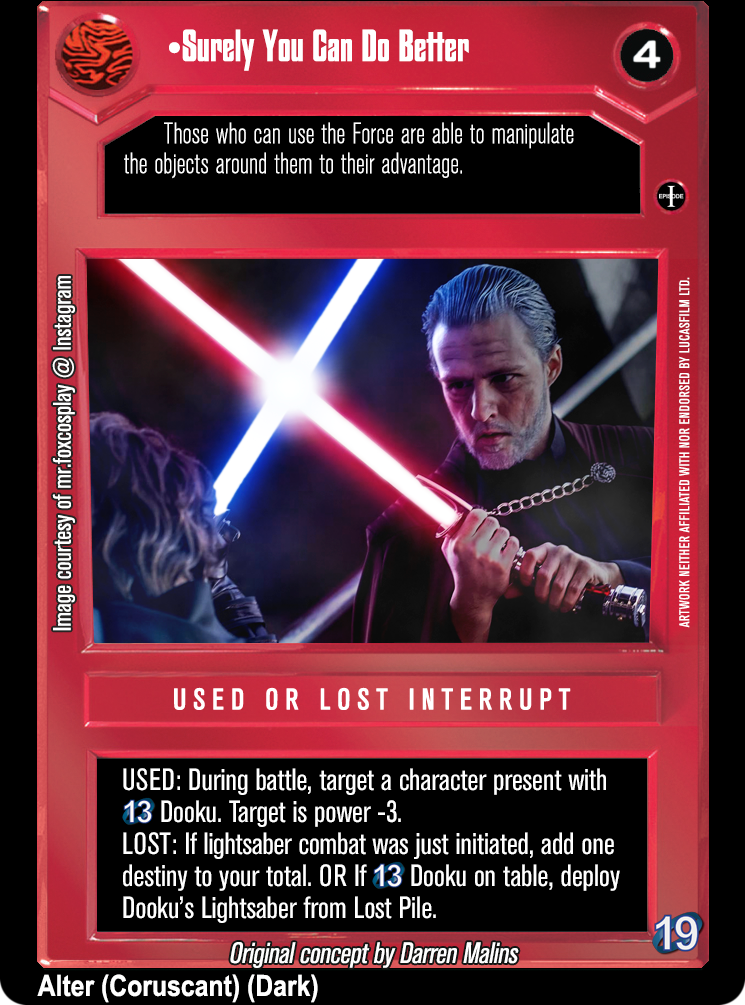 •Surely You Can Do Better
4
Those who can use the Force are able to manipulate
the objects around them to their advantage.
EPISODE I
Image courtesy of mr.foxcosplay @ Instagram
ARTWORK NEITHER AFFILIATED WITH NOR ENDORSED BY LUCASFILM LTD.
USED OR LOST INTERRUPT
USED: During battle, target a character present with
13 Dooku. Target is power -3.
LOST: If lightsaber combat was just initiated, add one
destiny to your total. OR If 13 Dooku on table, deploy
Dooku's Lightsaber from Lost Pile.
19
Original concept by Darren Malins
Alter (Coruscant) (Dark)